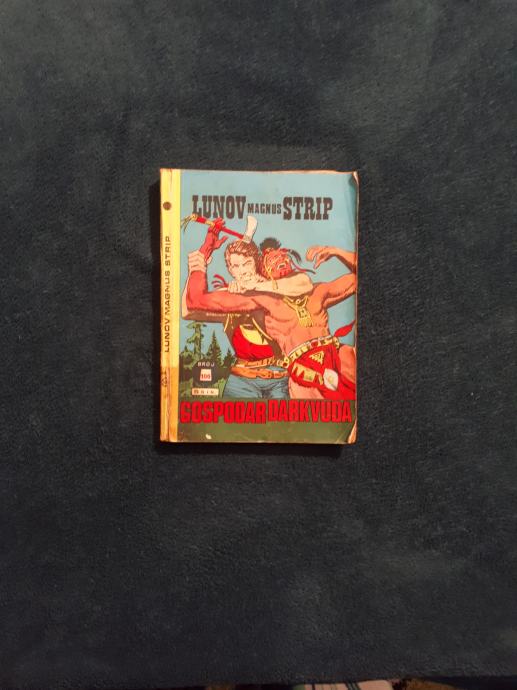 LUNOV MAGNUS STRIP
LUNOV MAGNUS STRIP
BROJ
GOSPODAR DARKVUDA